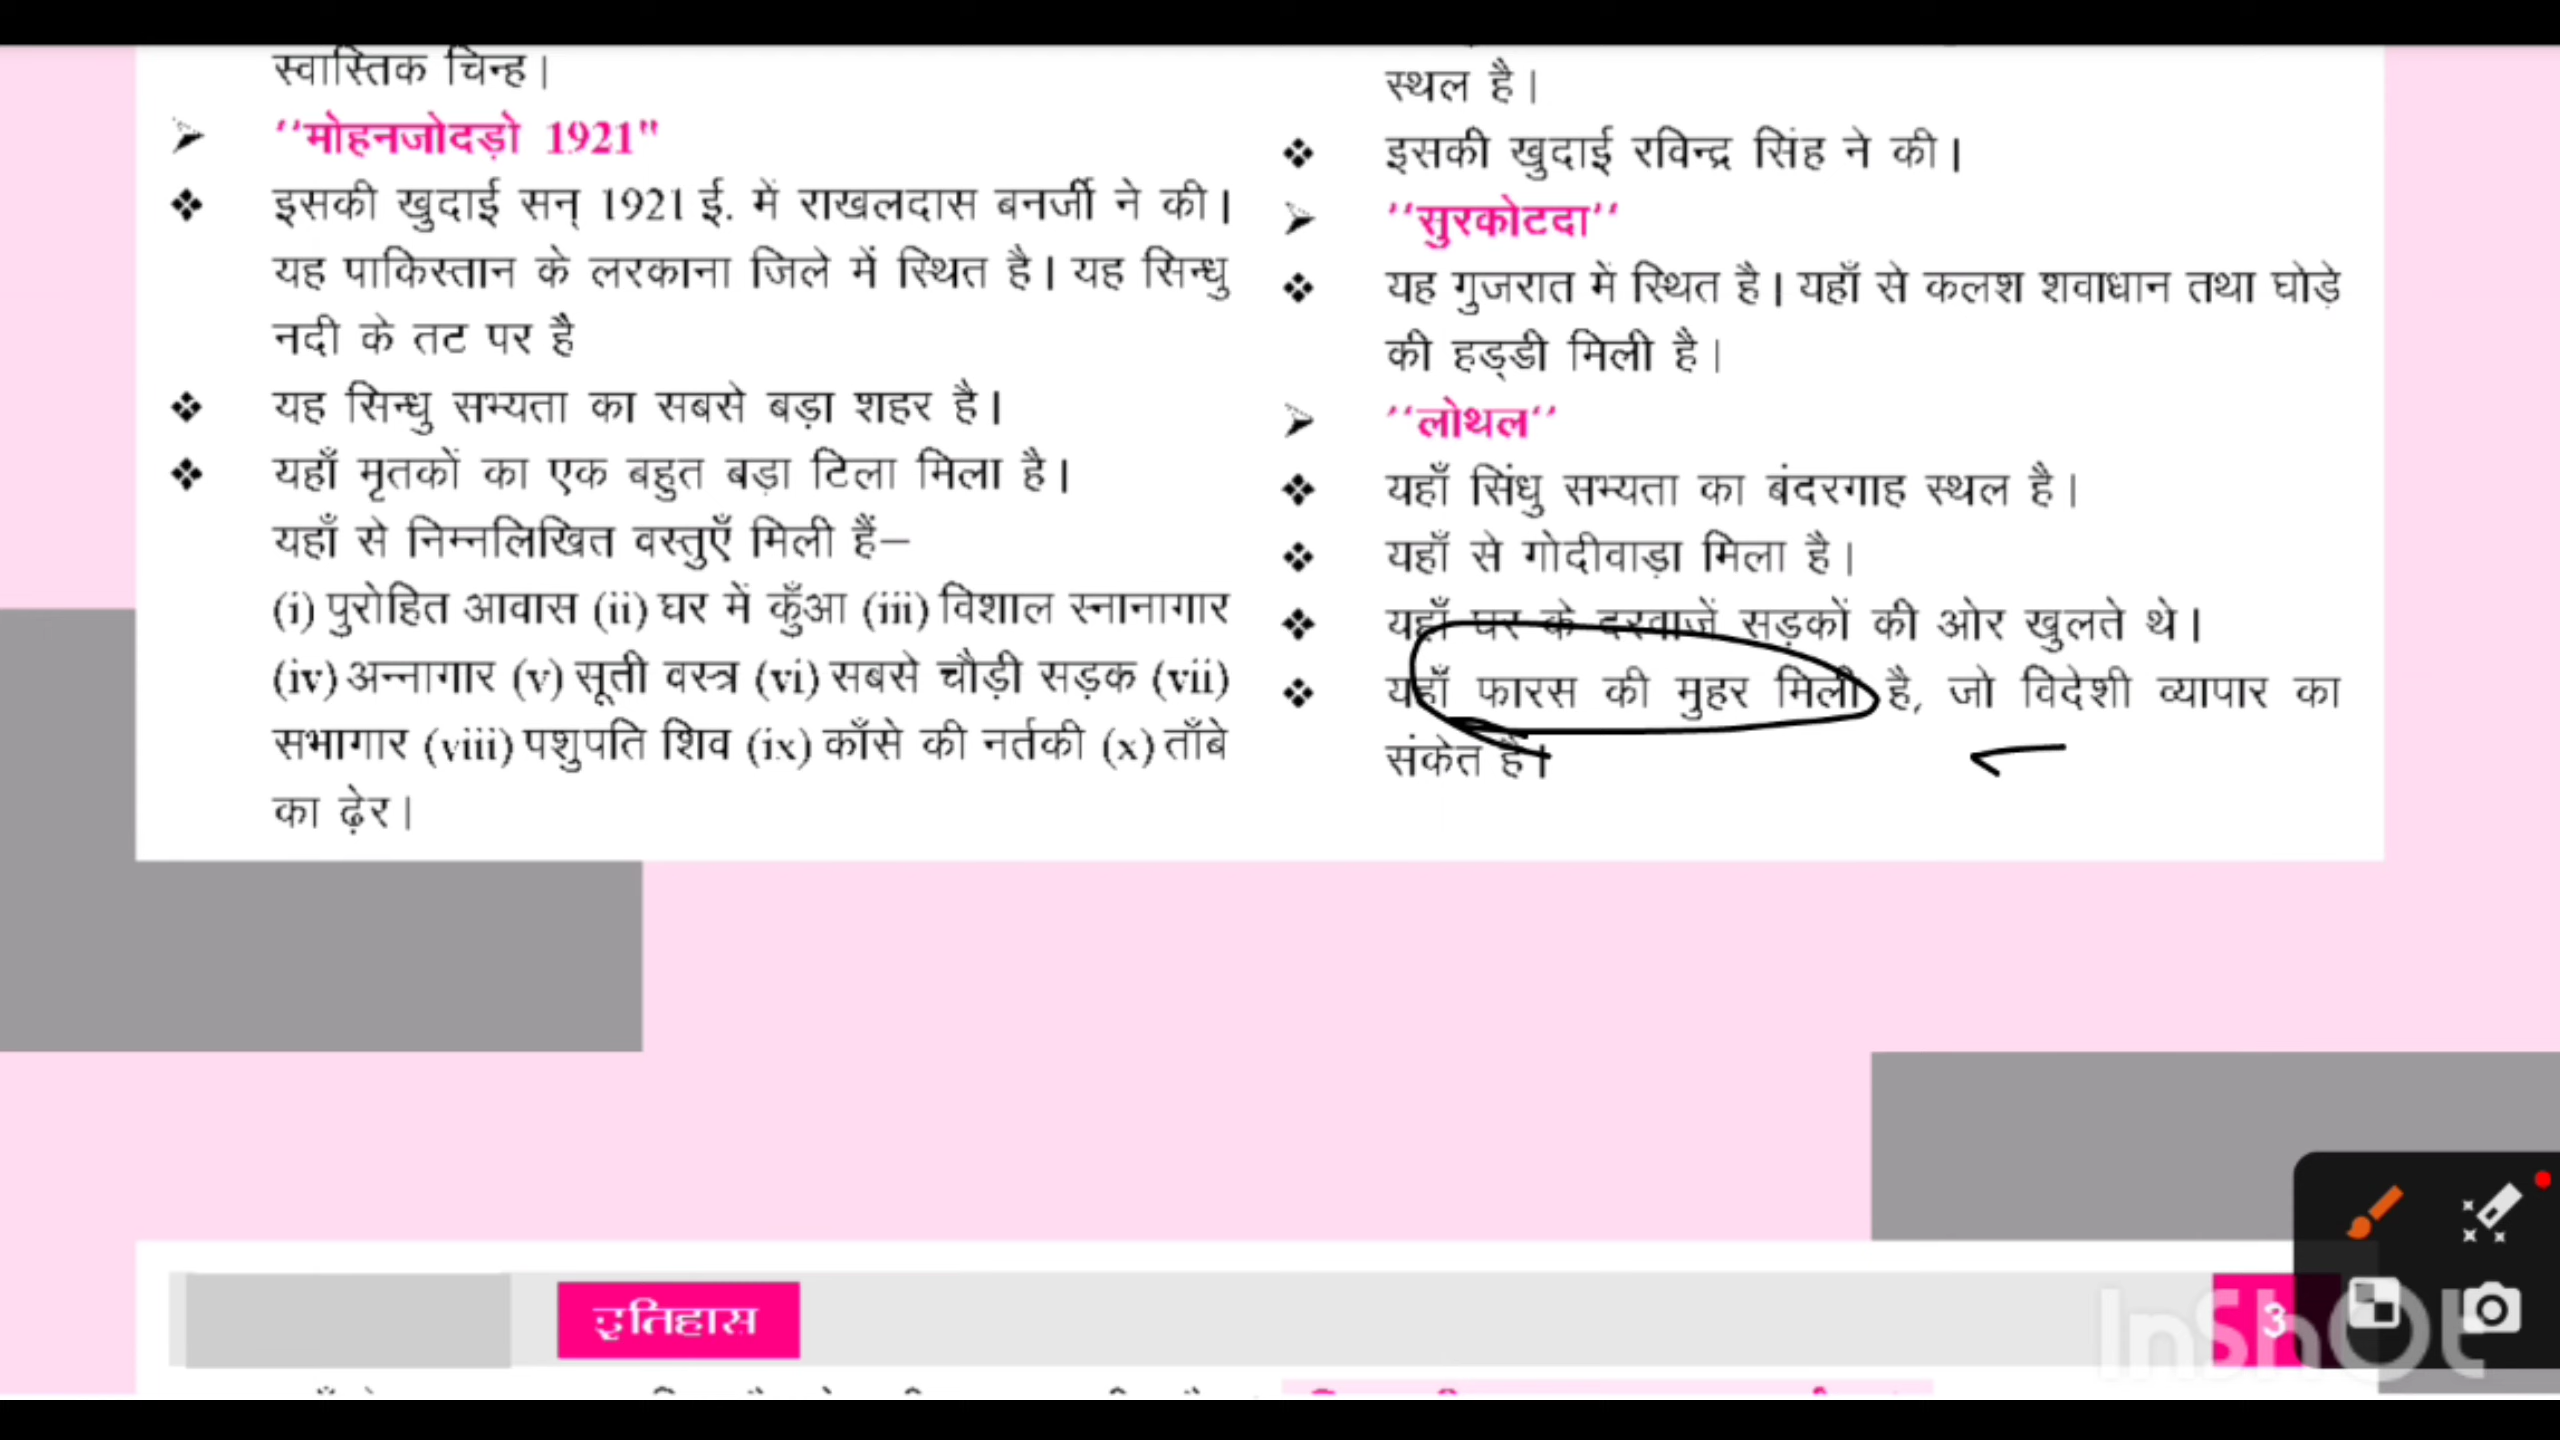 स्वास्तिक चिन्ह।
''मोहनजोदड़ो 1921"
इसकी खुदाई सन् 1921 ई. में राखलदास बनर्जी ने की।
यह पाकिस्तान के लरकाना जिले में स्थित है। यह सिन्धु
नदी के तट पर है
यह सिन्धु सभ्यता का सबसे बड़ा शहर है।
यहाँ मृतकों का एक बहुत बड़ा टिला मिला है।
यहाँ से निम्नलिखित वस्तुएँ मिली हैं–
(i) पुरोहित आवास (ii) घर में कुँआ (iii) विशाल स्नानागार
(iv) अन्नागार (v) सूती वस्त्र (vi) सबसे चौड़ी सड़क (vii)
सभागार (viii) पशुपति शिव (ix) काँसे की नर्तकी (x) ताँबे
का ढ़ेर।
स्थल है।
इसकी खुदाई रविन्द्र सिंह ने की।
''सुरकोटदा''
यह गुजरात में स्थित है। यहाँ से कलश शवाधान तथा घोड़े
की हड्डी मिली है।
''लोथल''
यहाँ सिंधु सभ्यता का बंदरगाह स्थल है।
यहाँ से गोदीवाड़ा मिला है।
यहाँ घर के दरवाजें सड़कों की ओर खुलते थे।
यहाँ फारस की मुहर मिली है, जो विदेशी व्यापार का
संकेत है।
इतिहास
3
InShOt